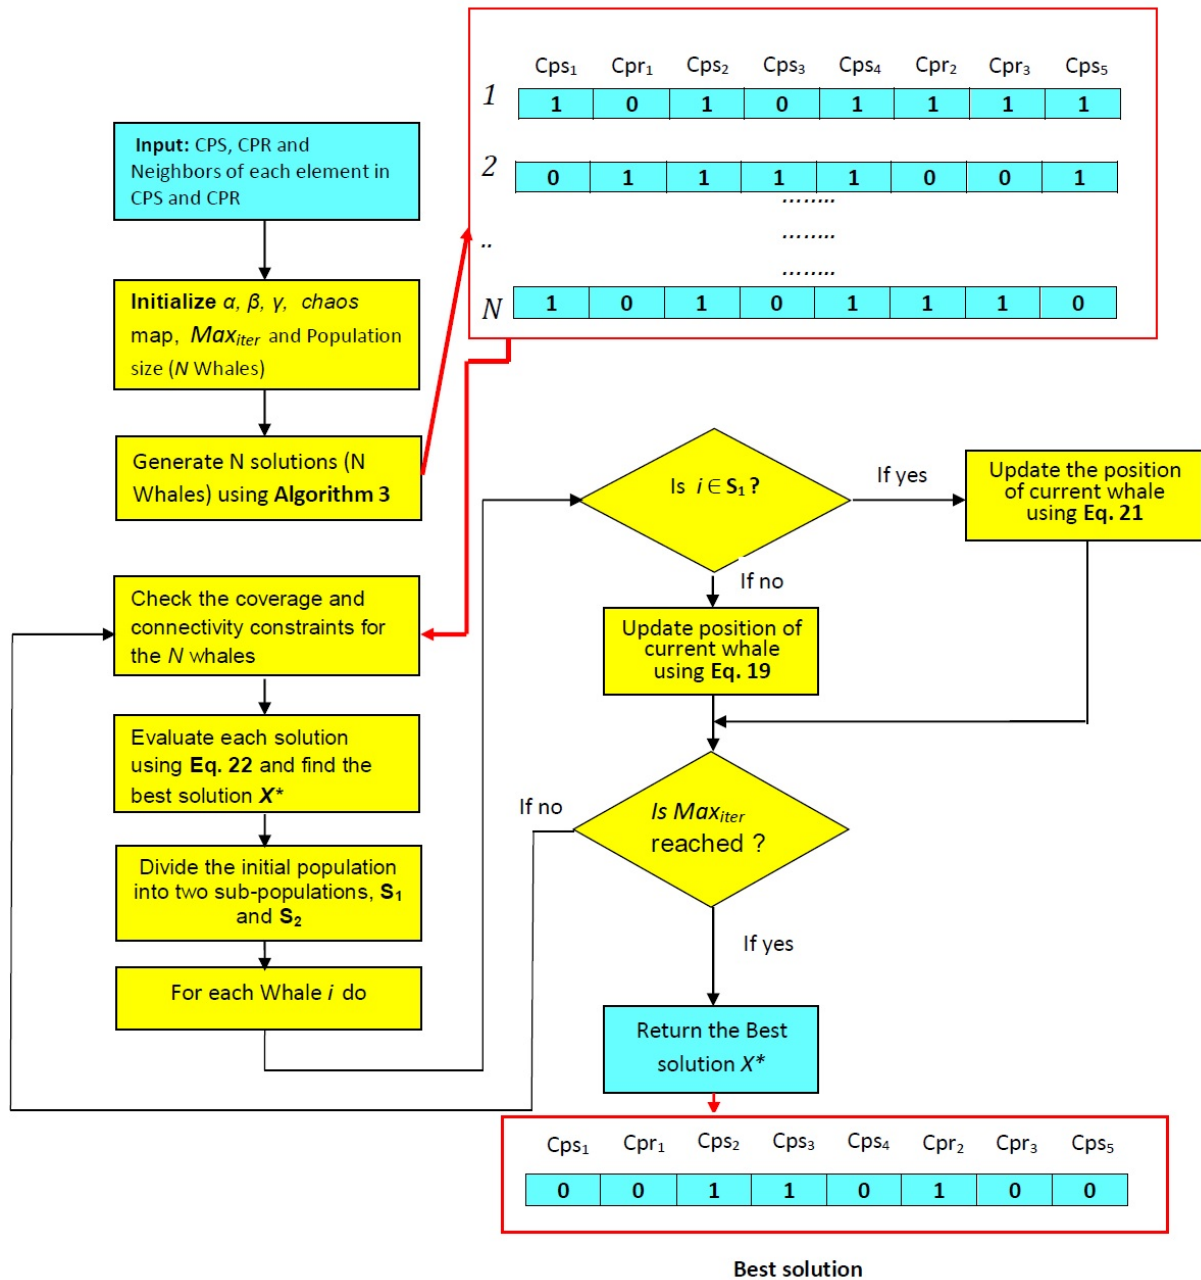 Cps₁ Cpr₁ Cps₂ Cps₃ Cps₄ Cpr₂ Cpr₃ Cps₅
1 1 0 1 0 1 1 1 1
2 0 1 1 1 1 0 0 1
........
.. ........
........
N 1 0 1 0 1 1 1 0
Input: CPS, CPR and
Neighbors of each element in
CPS and CPR
Initialize α, β, γ, chaos
map, Maxiter and Population
size (N Whales)
Generate N solutions (N
Whales) using Algorithm 3
Check the coverage and
connectivity constraints for
the N whales
Evaluate each solution
using Eq. 22 and find the
best solution X*
Divide the initial population
into two sub-populations, S₁
and S₂
For each Whale i do
Is i ∈ S₁ ?
If yes
Update the position
of current whale
using Eq. 21
If no
Update position of
current whale
using Eq. 19
Is Maxiter
reached ?
If no
If yes
Return the Best
solution X*
Cps₁ Cpr₁ Cps₂ Cps₃ Cps₄ Cpr₂ Cpr₃ Cps₅
0 0 1 1 0 1 0 0
Best solution